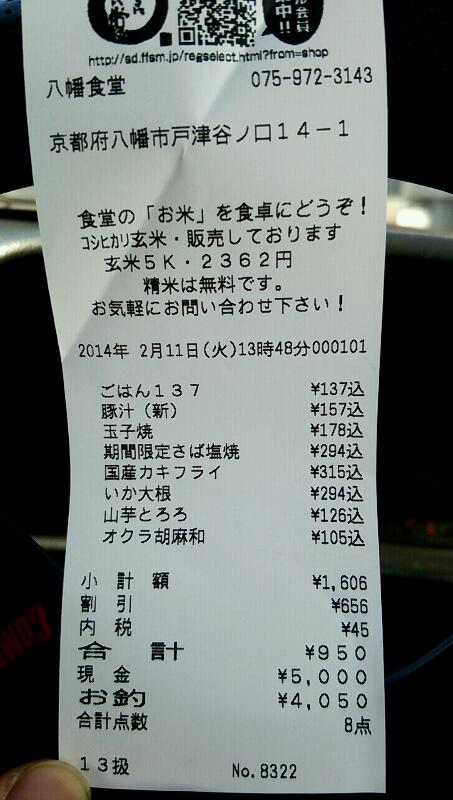 http://sd.ffsm.jp/regselect.html?from=shop
八幡食堂 075-972-3143
京都府八幡市戸津谷ノ口14-1
食堂の「お米」を食卓にどうぞ！
コシヒカリ玄米・販売しております
玄米5K・2362円
精米は無料です。
お気軽にお問い合わせ下さい！
2014年 2月11日(火)13時48分000101
ごはん137 ¥137込
豚汁（新） ¥157込
玉子焼 ¥178込
期間限定さば塩焼 ¥294込
国産カキフライ ¥315込
いか大根 ¥294込
山芋とろろ ¥126込
オクラ胡麻和 ¥105込
小計額 ¥1,606
割引 ¥656
内税 ¥45
合計 ¥950
現金 ¥5,000
お釣 ¥4,050
合計点数 8点
13扱 No.8322